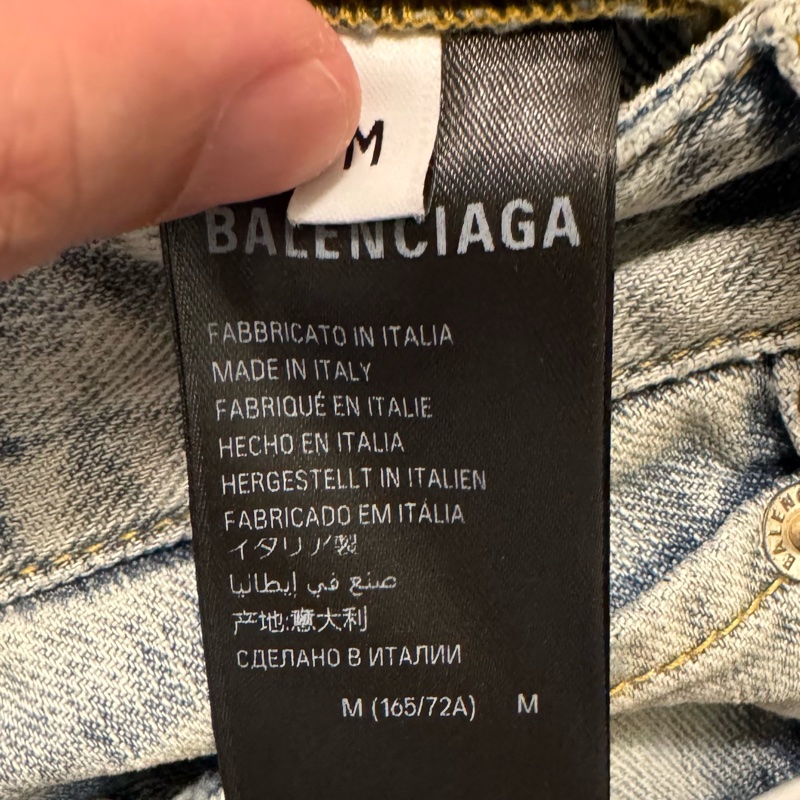 M
BALENCIAGA
FABBRICATO IN ITALIA
MADE IN ITALY
FABRIQUÉ EN ITALIE
HECHO EN ITALIA
HERGESTELLT IN ITALIEN
FABRICADO EM ITÁLIA
イタリア製
صنع في إيطاليا
产地:意大利
СДЕЛАНО В ИТАЛИИ
M (165/72A) M